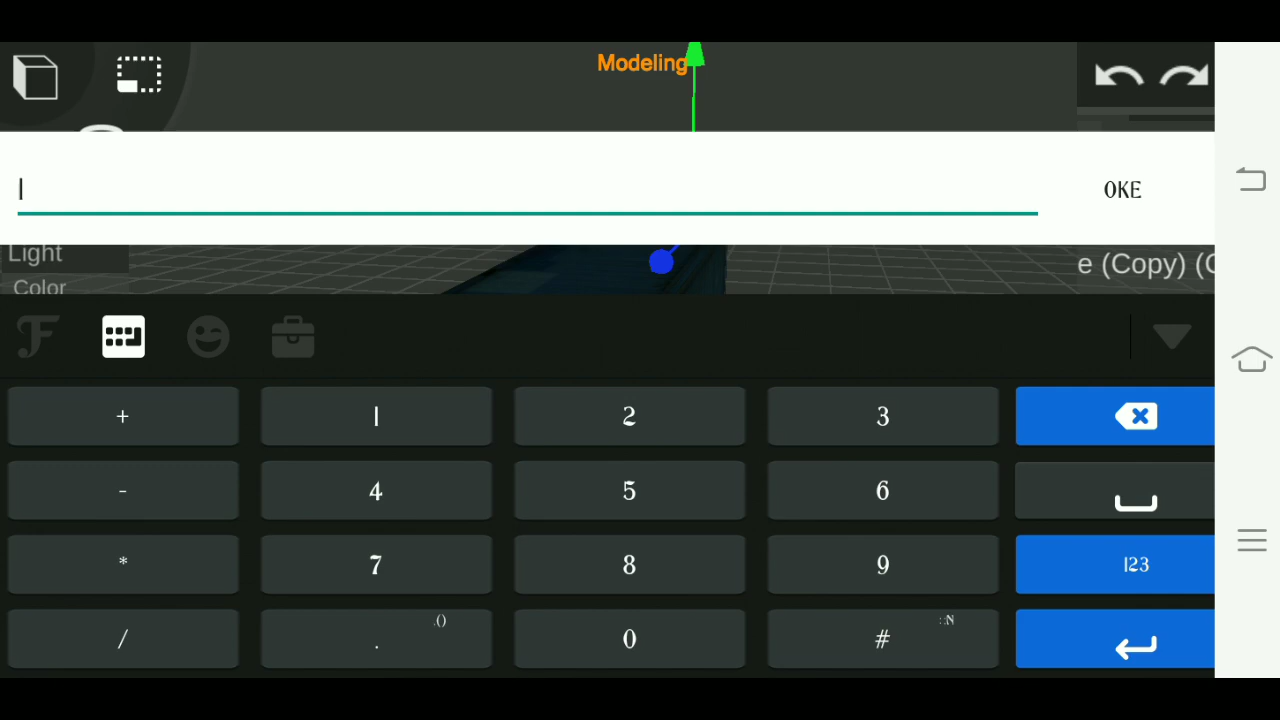 Modeling
OKE
Light
e (Copy) (
Color
+ 1 2 3
- 4 5 6
* 7 8 9 123
/ . .() 0 # ::N